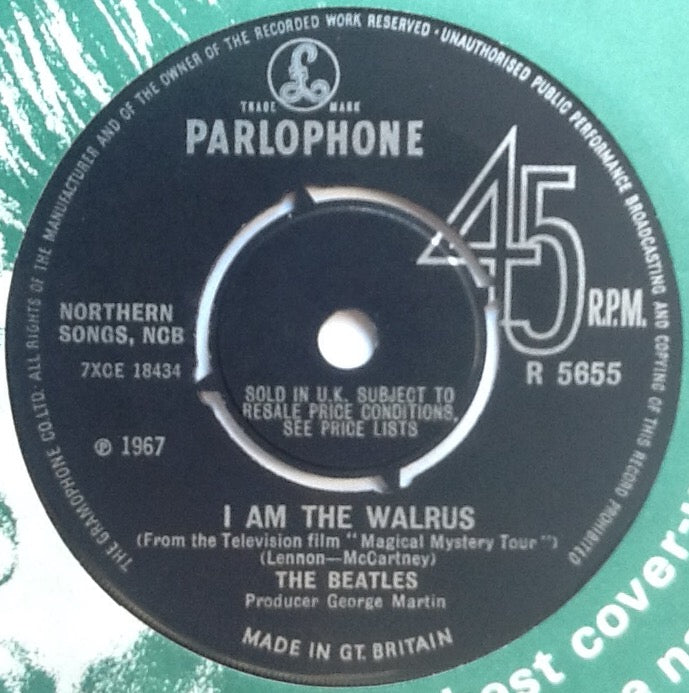 THE GRAMOPHONE CO. LTD. ALL RIGHTS OF THE MANUFACTURER AND OF THE OWNER OF THE RECORDED WORK RESERVED · UNAUTHORISED PUBLIC PERFORMANCE BROADCASTING AND COPYING OF THIS RECORD PROHIBITED
£
TRADE MARK
PARLOPHONE
45
R.P.M.
NORTHERN
SONGS, NCB
7XCE 18434
R 5655
SOLD IN U.K. SUBJECT TO
RESALE PRICE CONDITIONS,
SEE PRICE LISTS
℗ 1967
I AM THE WALRUS
(From the Television film "Magical Mystery Tour")
(Lennon—McCartney)
THE BEATLES
Producer George Martin
MADE IN GT. BRITAIN
cover-